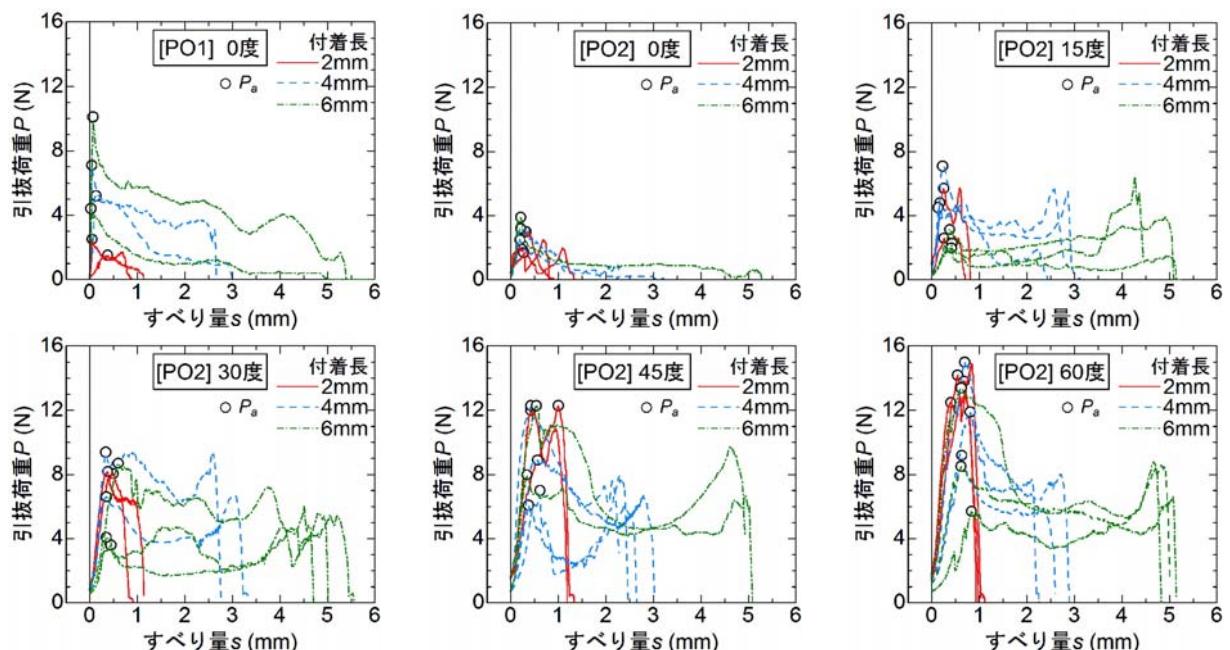 16
12
8
4
0
引抜荷重P (N)
[PO1] 0度
付着長
2mm
4mm
6mm
Pa
0 1 2 3 4 5 6
すべり量s (mm)
16
12
8
4
0
引抜荷重P (N)
[PO2] 0度
付着長
2mm
4mm
6mm
Pa
0 1 2 3 4 5 6
すべり量s (mm)
16
12
8
4
0
引抜荷重P (N)
[PO2] 15度
付着長
2mm
4mm
6mm
Pa
0 1 2 3 4 5 6
すべり量s (mm)
16
12
8
4
0
引抜荷重P (N)
[PO2] 30度
付着長
2mm
4mm
6mm
Pa
0 1 2 3 4 5 6
すべり量s (mm)
16
12
8
4
0
引抜荷重P (N)
[PO2] 45度
付着長
2mm
4mm
6mm
Pa
0 1 2 3 4 5 6
すべり量s (mm)
16
12
8
4
0
引抜荷重P (N)
[PO2] 60度
付着長
2mm
4mm
6mm
Pa
0 1 2 3 4 5 6
すべり量s (mm)